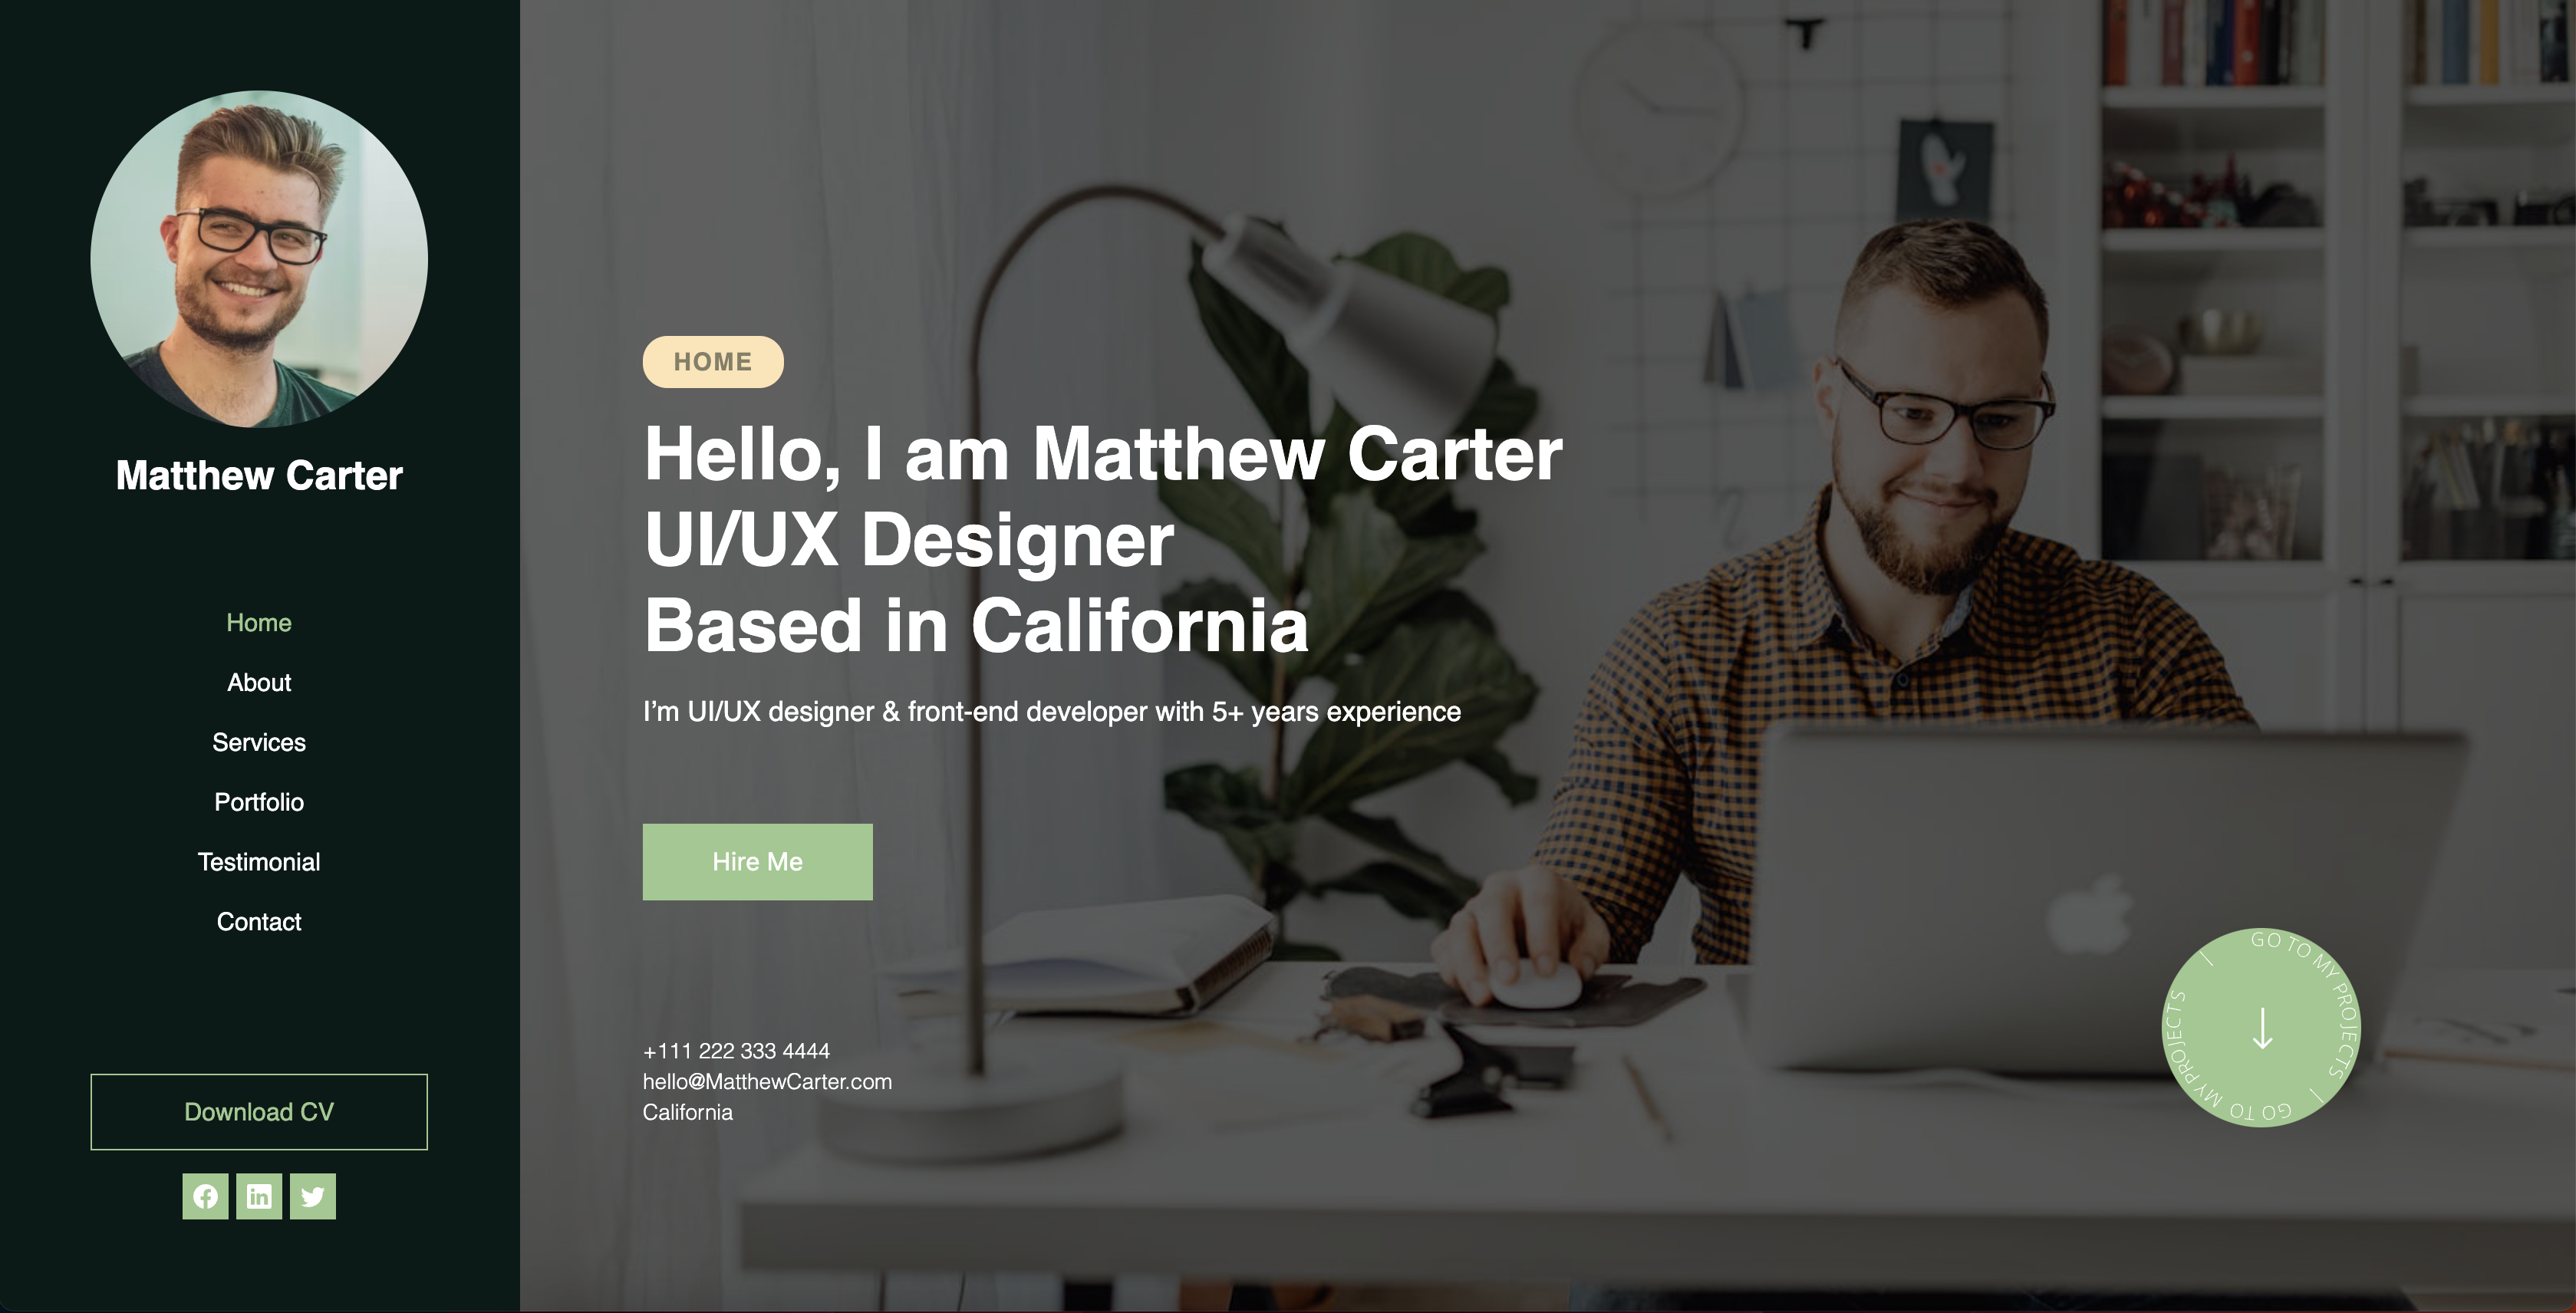 Matthew Carter
Home
About
Services
Portfolio
Testimonial
Contact
Download CV
in
HOME
Hello, I am Matthew Carter
UI/UX Designer
Based in California
I’m UI/UX designer & front-end developer with 5+ years experience
Hire Me
+111 222 333 4444
hello@MatthewCarter.com
California
GO TO MY PROJECTS | GO TO MY PROJECTS |